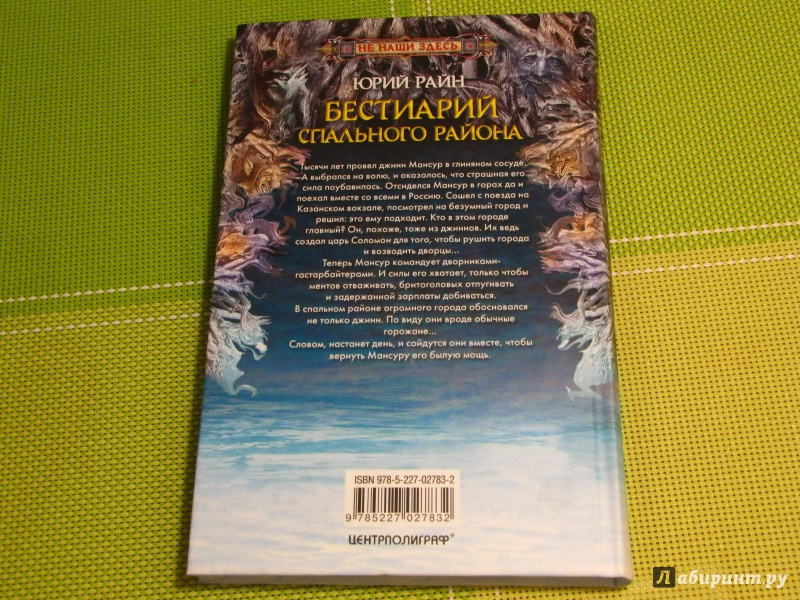 НЕ НАШИ ЗДЕСЬ
ЮРИЙ РАЙН
БЕСТИАРИЙ
СПАЛЬНОГО РАЙОНА
Тысячи лет провел джинн Мансур в глиняном сосуде.
А выбрался на волю, и оказалось, что страшная его
сила поубавилась. Отсиделся Мансур в горах да и
поехал вместе со всеми в Россию. Сошел с поезда на
Казанском вокзале, посмотрел на безумный город и
решил: это ему подходит. Кто в этом городе
главный? Он, похоже, тоже из джиннов. Их ведь
создал царь Соломон для того, чтобы рушить города
и возводить дворцы...
Теперь Мансур командует дворниками-
гастарбайтерами. И силы его хватает, только чтобы
ментов отваживать, бритоголовых отпугивать
и задержанной зарплаты добиваться.
В спальном районе огромного города обосновался
не только джинн. По виду они вроде обычные
горожане...
Словом, настанет день, и сойдутся они вместе, чтобы
вернуть Мансуру его былую мощь.
ISBN 978-5-227-02783-2
9 785227 027832
ЦЕНТРПОЛИГРАФ®
Лабиринт.ру